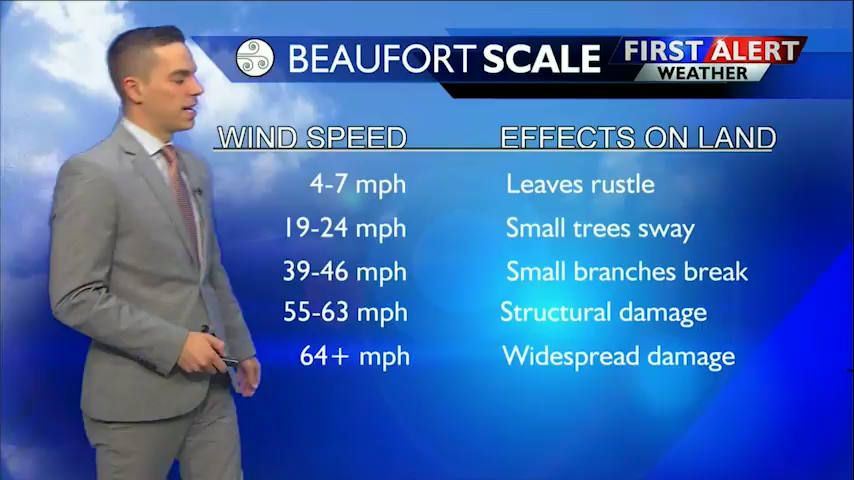 BEAUFORT SCALE
FIRST ALERT
WEATHER
WIND SPEED EFFECTS ON LAND
4-7 mph Leaves rustle
19-24 mph Small trees sway
39-46 mph Small branches break
55-63 mph Structural damage
64+ mph Widespread damage